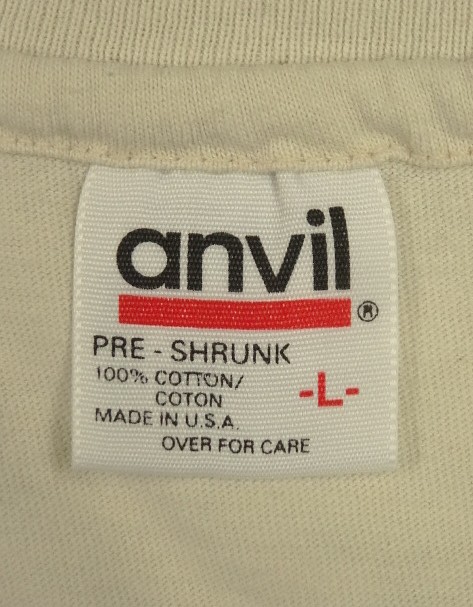 anvil
®
PRE - SHRUNK
100% COTTON/
COTON
-L-
MADE IN U.S.A.
OVER FOR CARE